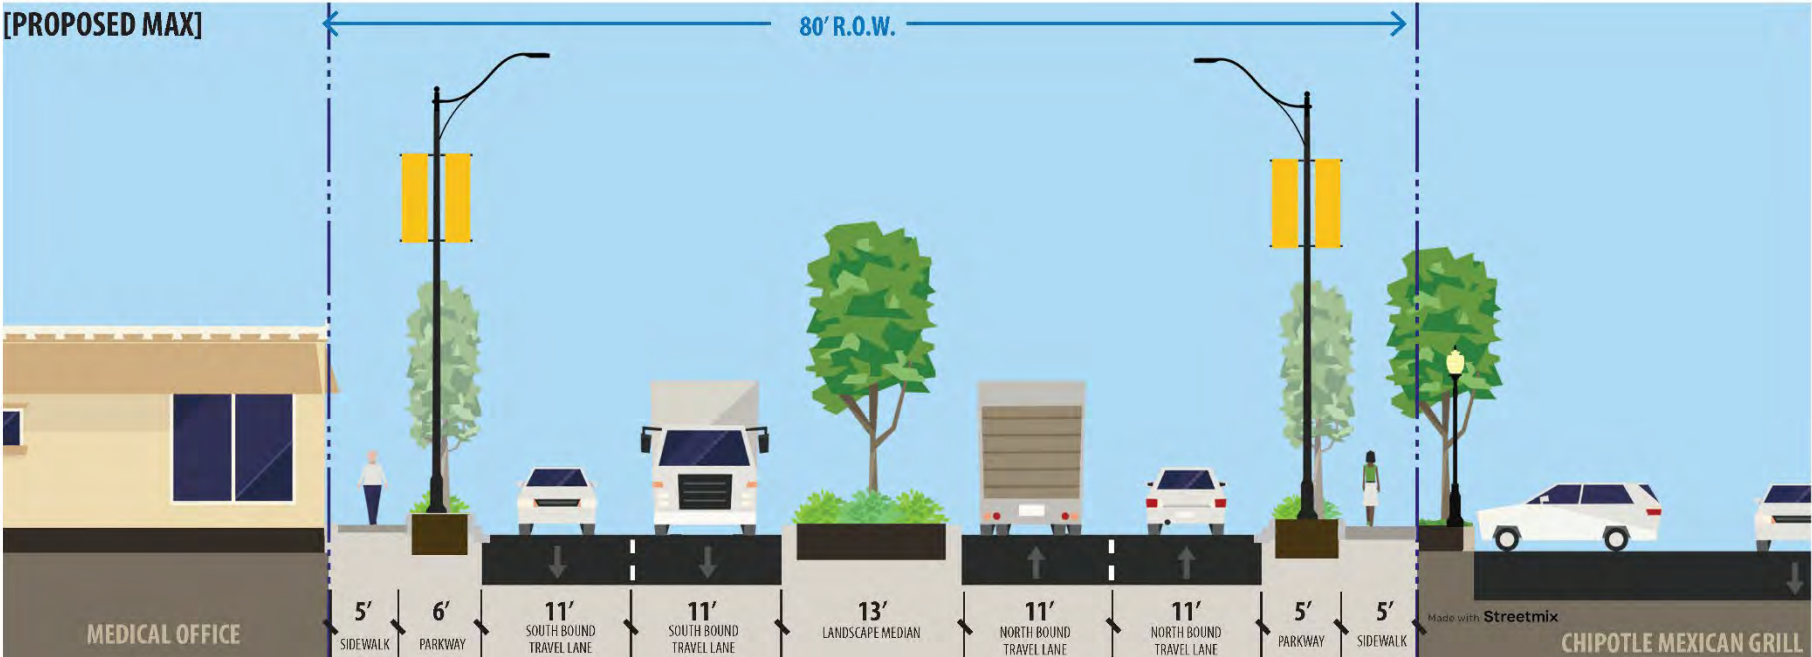 [PROPOSED MAX]
80' R.O.W.
5'
SIDEWALK
6'
PARKWAY
11'
SOUTH BOUND
TRAVEL LANE
11'
SOUTH BOUND
TRAVEL LANE
13'
LANDSCAPE MEDIAN
11'
NORTH BOUND
TRAVEL LANE
11'
NORTH BOUND
TRAVEL LANE
5'
PARKWAY
5'
SIDEWALK
MEDICAL OFFICE
Made with Streetmix
CHIPOTLE MEXICAN GRILL